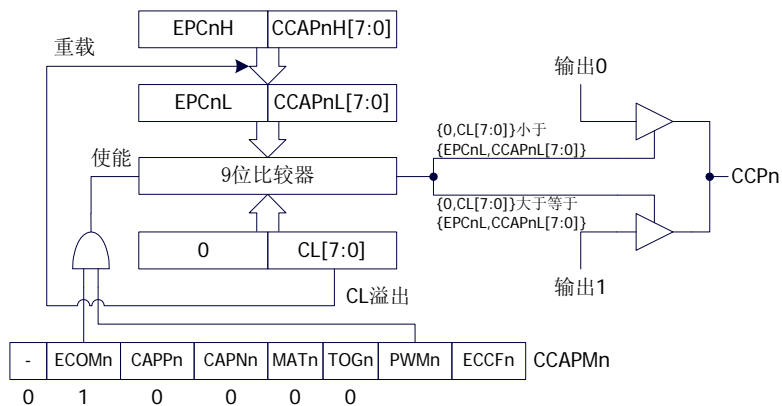 EPCnH CCAPnH[7:0]
重载
EPCnL CCAPnL[7:0]
使能
9位比较器
0 CL[7:0]
CL溢出
输出0
{0,CL[7:0]}小于
{EPCnL,CCAPnL[7:0]}
CCPn
{0,CL[7:0]}大于等于
{EPCnL,CCAPnL[7:0]}
输出1
- ECOMn CAPPn CAPNn MATn TOGn PWMn ECCFn CCAPMn
0 1 0 0 0 0